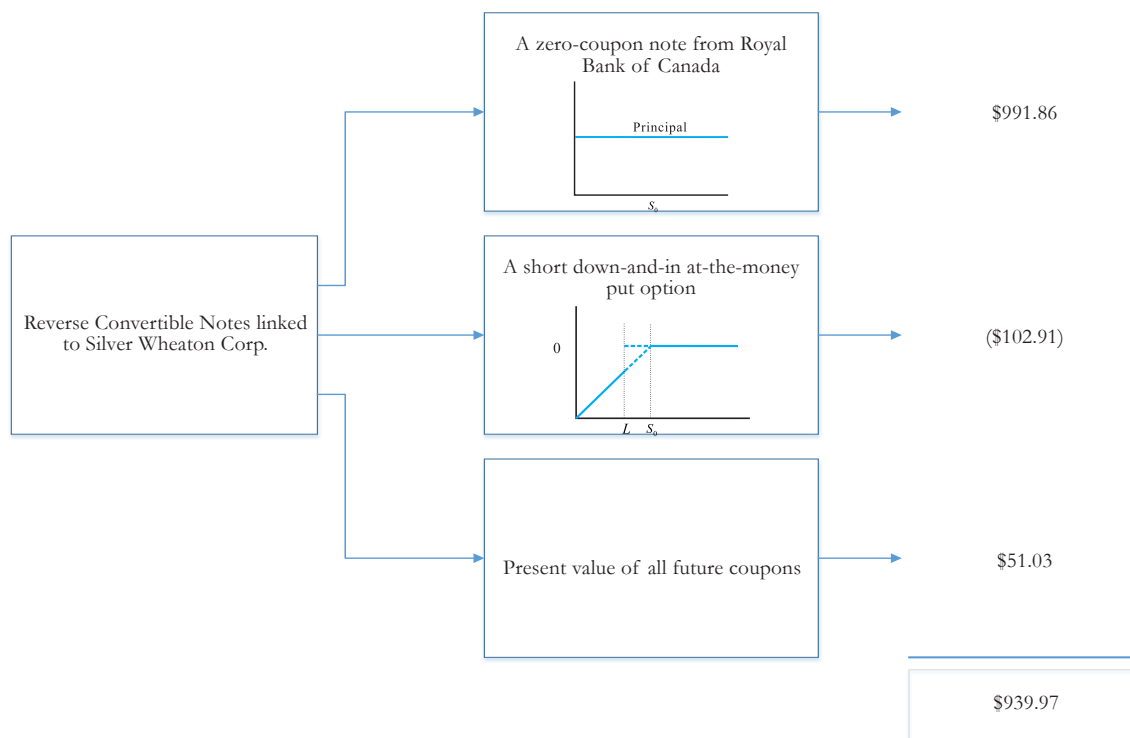 A zero-coupon note from Royal
Bank of Canada
Principal
S₀
$991.86
Reverse Convertible Notes linked
to Silver Wheaton Corp.
A short down-and-in at-the-money
put option
0
L S₀
($102.91)
Present value of all future coupons
$51.03
$939.97